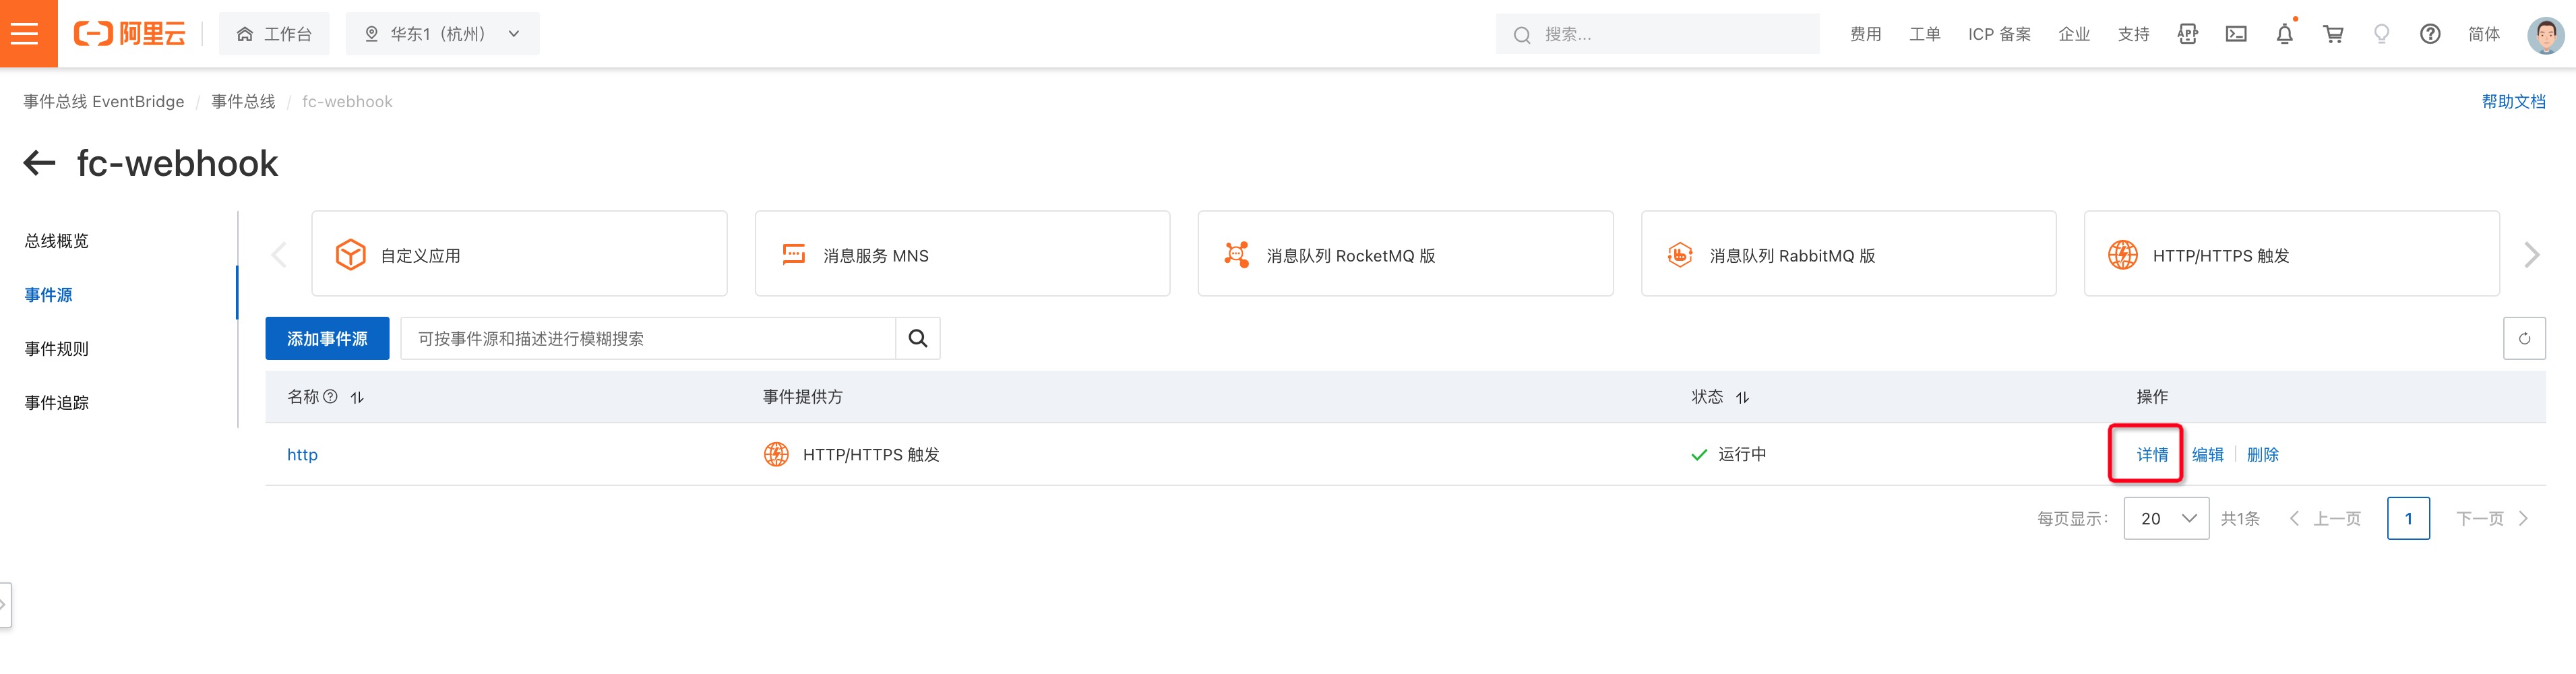 阿里云 工作台 华东1（杭州） 搜索... 费用 工单 ICP 备案 企业 支持 APP 简体
事件总线 EventBridge / 事件总线 / fc-webhook 帮助文档
fc-webhook
总线概览
事件源
事件规则
事件追踪
自定义应用 消息服务 MNS 消息队列 RocketMQ 版 消息队列 RabbitMQ 版 HTTP/HTTPS 触发
添加事件源 可按事件源和描述进行模糊搜索
名称 事件提供方 状态 操作
http HTTP/HTTPS 触发 运行中 详情 编辑 删除
每页显示： 20 共1条 上一页 1 下一页